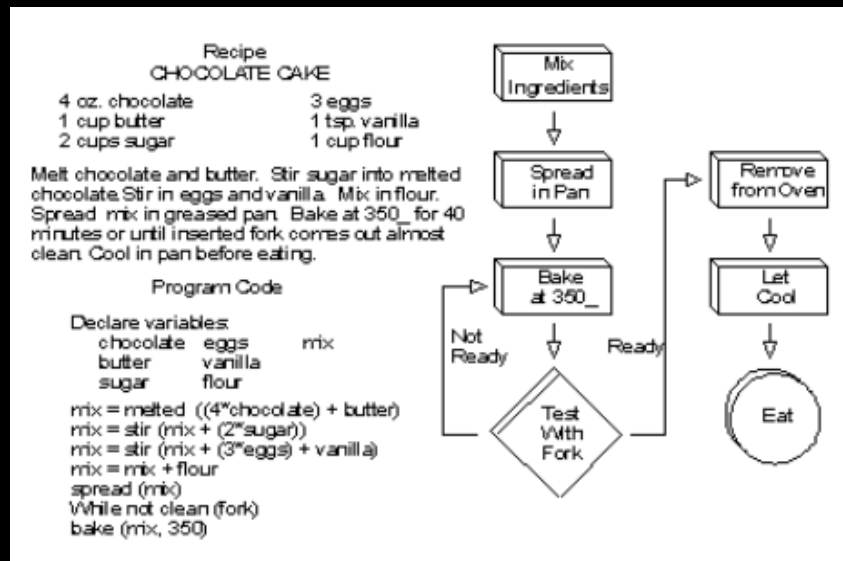 Recipe
CHOCOLATE CAKE
4 oz. chocolate 3 eggs
1 cup butter 1 tsp. vanilla
2 cups sugar 1 cup flour
Melt chocolate and butter. Stir sugar into melted
chocolate. Stir in eggs and vanilla. Mix in flour.
Spread mix in greased pan. Bake at 350_ for 40
minutes or until inserted fork comes out almost
clean. Cool in pan before eating.
Program Code
Declare variables:
chocolate eggs mix
butter vanilla
sugar flour
mix = melted ((4*chocolate) + butter)
mix = stir (mix + (2*sugar))
mix = stir (mix + (3*eggs) + vanilla)
mix = mix + flour
spread (mix)
While not clean (fork)
bake (mix, 350)
Mix
Ingredients
Spread
in Pan
Bake
at 350_
Not
Ready
Test
With
Fork
Ready
Remove
from Oven
Let
Cool
Eat